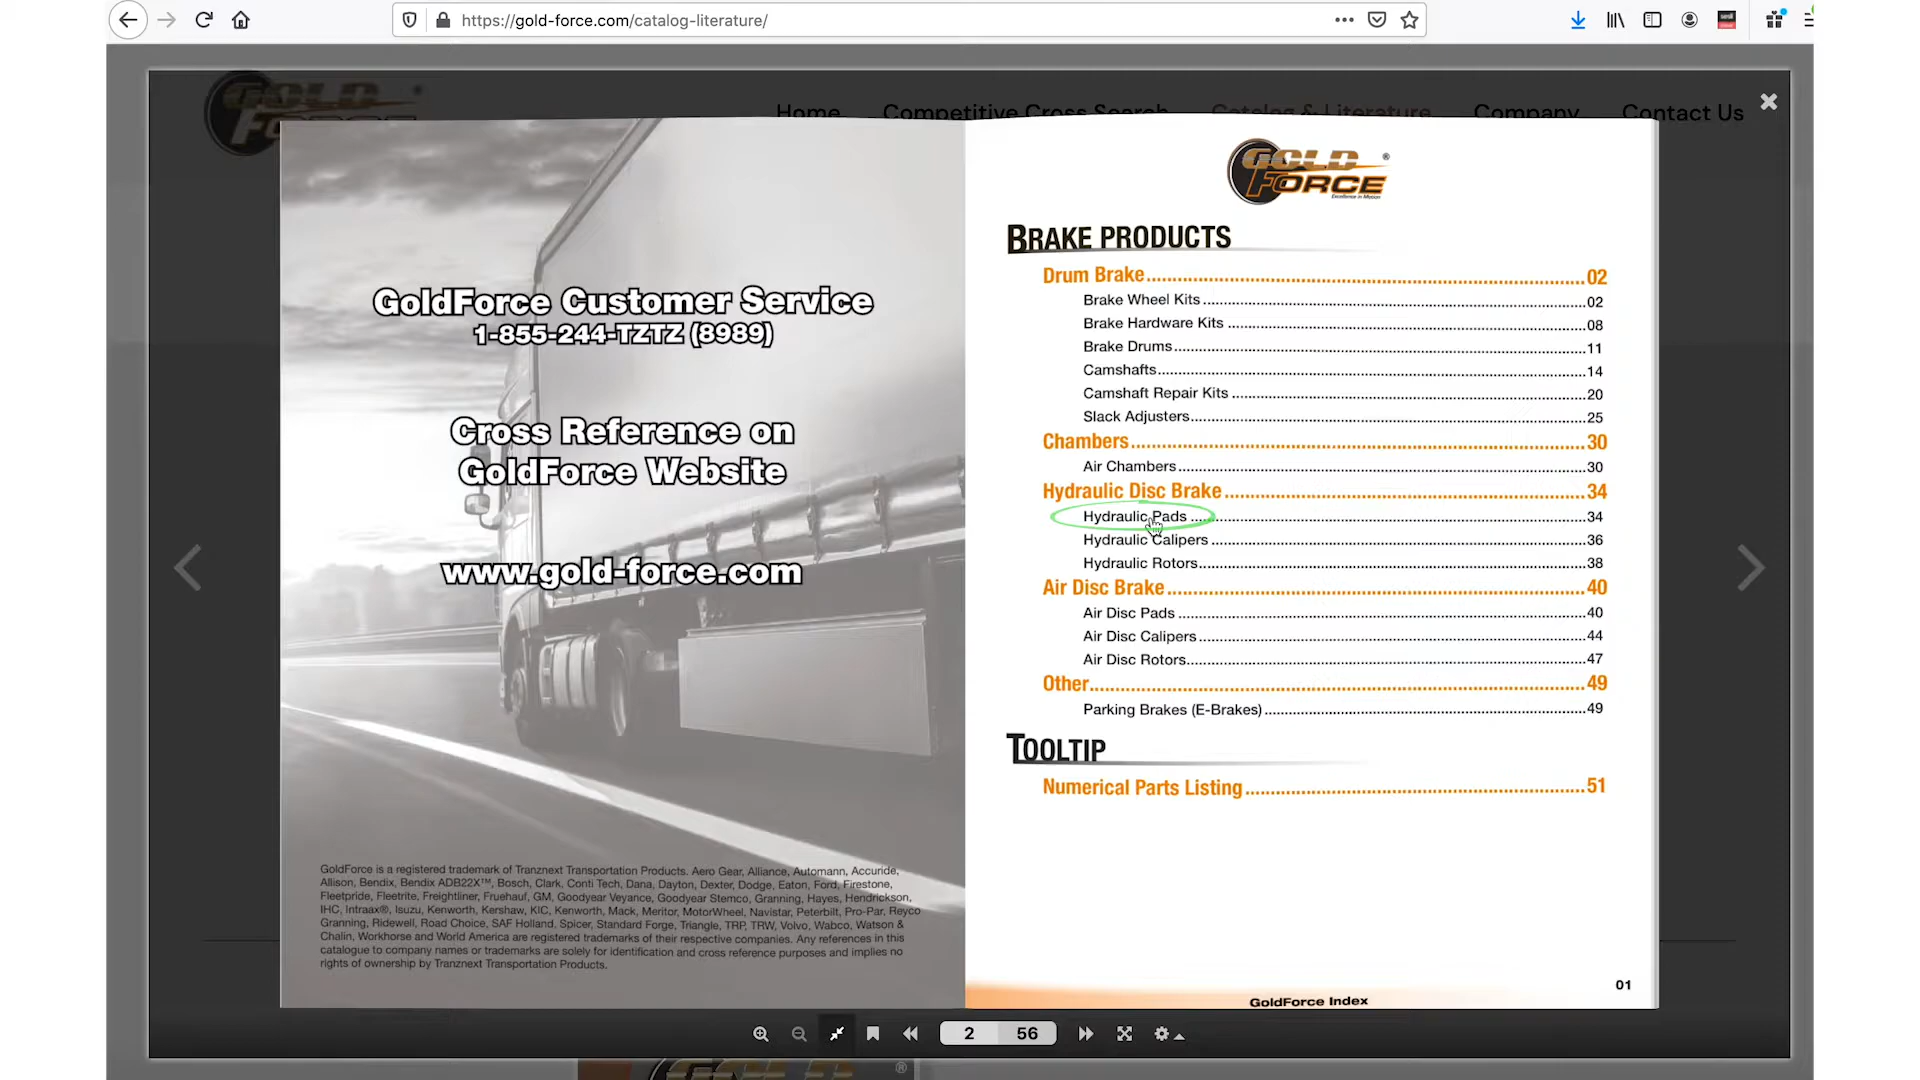 https://gold-force.com/catalog-literature/
GOLD FORCE
Home Competitive Cross Search Catalog & Literature Company Contact Us
GoldForce Customer Service
1-855-244-TZTZ (8989)
Cross Reference on
GoldForce Website
www.gold-force.com
GoldForce is a registered trademark of Tranznext Transportation Products. Aero Gear, Alliance, Automann, Accuride,
Allison, Bendix, Bendix ADB22X™, Bosch, Clark, Conti Tech, Dana, Dayton, Dexter, Dodge, Eaton, Ford, Firestone,
Fleetpride, Fleetrite, Freightliner, Fruehauf, GM, Goodyear Veyance, Goodyear Stemco, Granning, Hayes, Hendrickson,
IHC, Intraax®, Isuzu, Kenworth, Kershaw, KIC, Kenworth, Mack, Meritor, MotorWheel, Navistar, Peterbilt, Pro-Par, Reyco
Granning, Ridewell, Road Choice, SAF Holland, Spicer, Standard Forge, Triangle, TRP, TRW, Volvo, Wabco, Watson &
Chalin, Workhorse and World America are registered trademarks of their respective companies. Any references in this
catalogue to company names or trademarks are solely for identification and cross reference purposes and implies no
rights of ownership by Tranznext Transportation Products.
GOLD FORCE ®
Excellence in Motion
BRAKE PRODUCTS
Drum Brake 02
Brake Wheel Kits 02
Brake Hardware Kits 08
Brake Drums 11
Camshafts 14
Camshaft Repair Kits 20
Slack Adjusters 25
Chambers 30
Air Chambers 30
Hydraulic Disc Brake 34
Hydraulic Pads 34
Hydraulic Calipers 36
Hydraulic Rotors 38
Air Disc Brake 40
Air Disc Pads 40
Air Disc Calipers 44
Air Disc Rotors 47
Other 49
Parking Brakes (E-Brakes) 49
TOOLTIP
Numerical Parts Listing 51
01
GoldForce Index
2 56